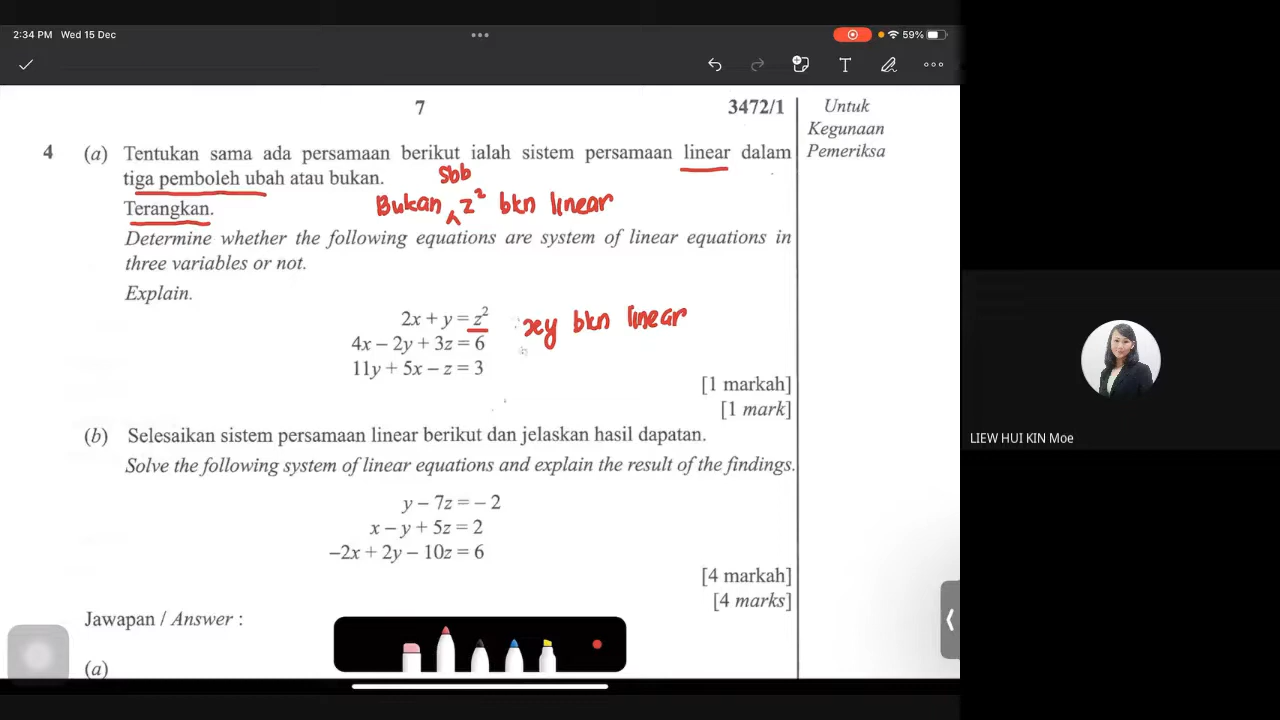 2:34 PM Wed 15 Dec
59%
T
7
3472/1
Untuk
Kegunaan
Pemeriksa
4 (a) Tentukan sama ada persamaan berikut ialah sistem persamaan linear dalam
tiga pemboleh ubah atau bukan.
Sbb
Terangkan.
Bukan ^ z² bkn linear
Determine whether the following equations are system of linear equations in
three variables or not.
Explain.
2x + y = z²
xy bkn linear
4x − 2y + 3z = 6
11y + 5x − z = 3
[1 markah]
[1 mark]
(b) Selesaikan sistem persamaan linear berikut dan jelaskan hasil dapatan.
Solve the following system of linear equations and explain the result of the findings.
y − 7z = − 2
x − y + 5z = 2
−2x + 2y − 10z = 6
[4 markah]
[4 marks]
Jawapan / Answer :
(a)
LIEW HUI KIN Moe